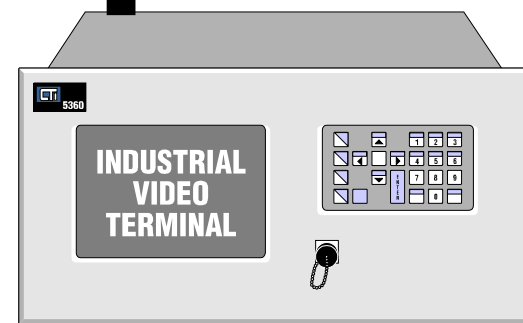 CTi
5360
INDUSTRIAL
VIDEO
TERMINAL
1 2 3
4 5 6
7 8 9
ENTER
0